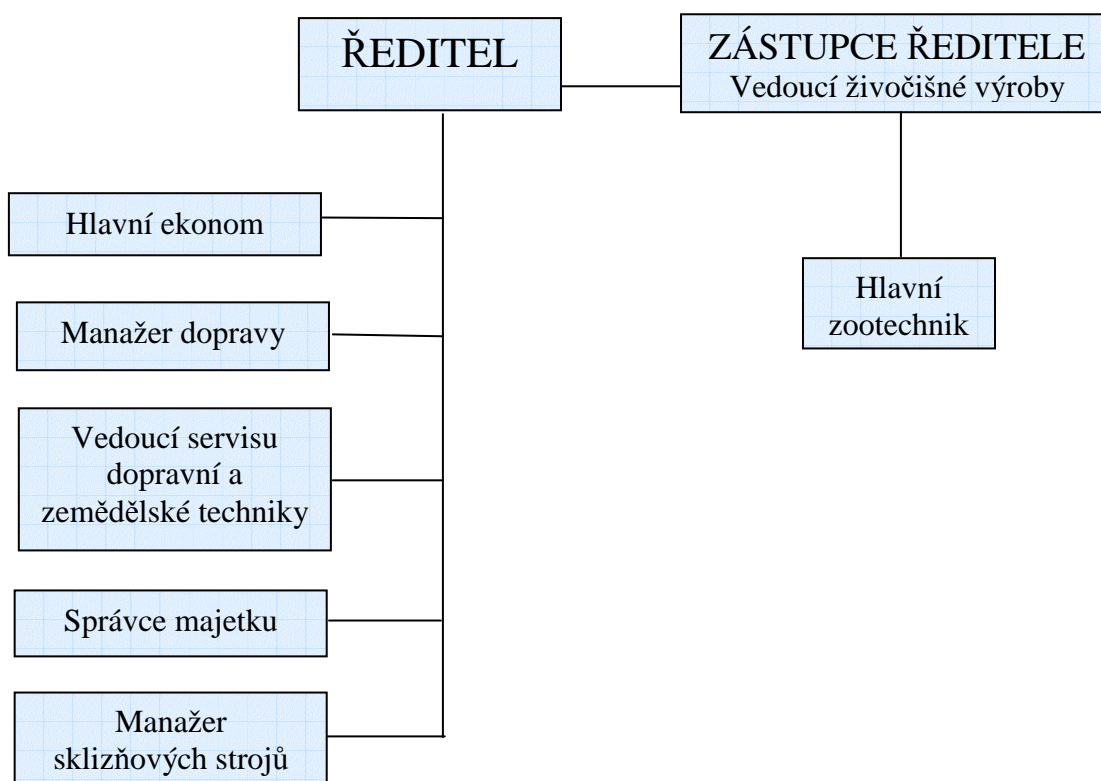 ŘEDITEL
ZÁSTUPCE ŘEDITELE
Vedoucí živočišné výroby
Hlavní ekonom
Manažer dopravy
Vedoucí servisu
dopravní a
zemědělské techniky
Správce majetku
Manažer
sklizňových strojů
Hlavní
zootechnik